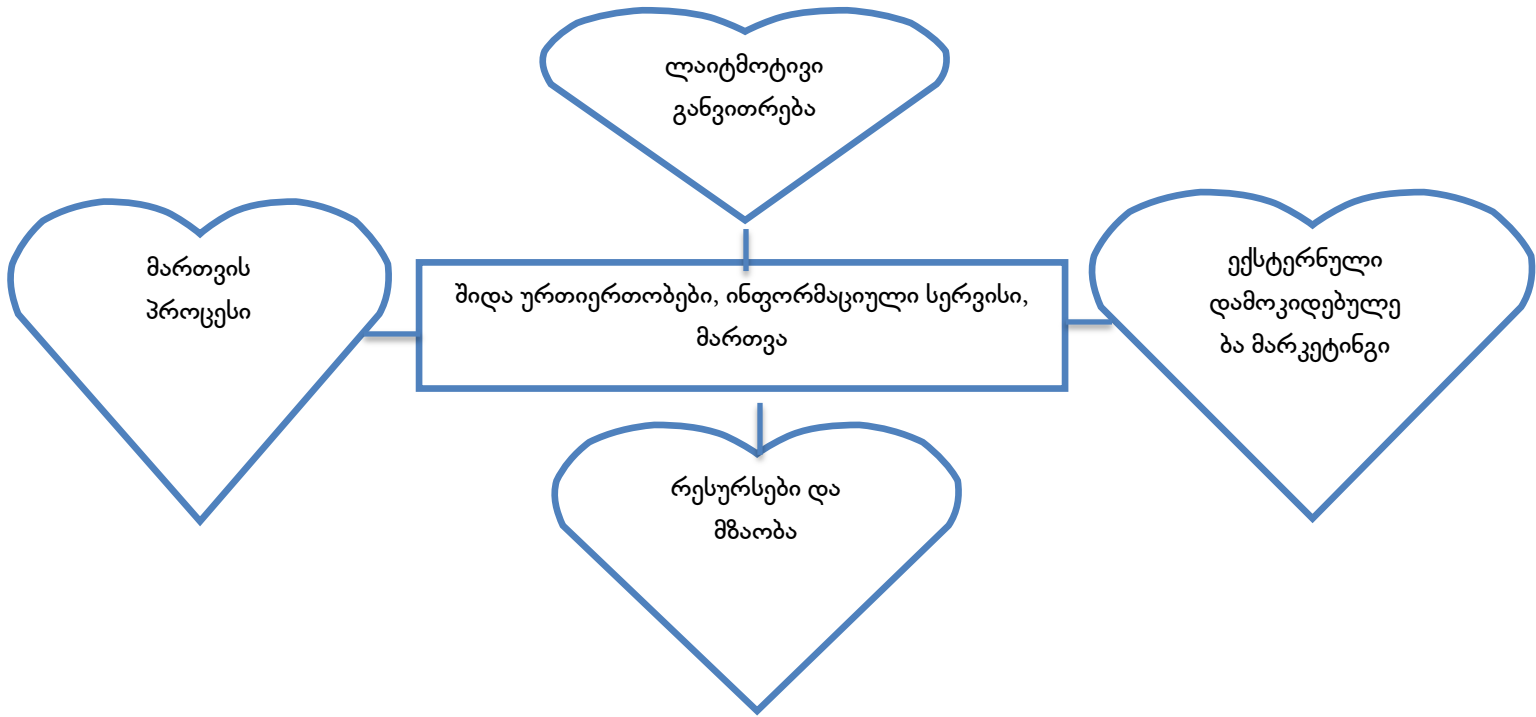 ლაიტმოტივი
განვითრება
მართვის
პროცესი
შიდა ურთიერთობები, ინფორმაციული სერვისი,
მართვა
ექსტერნული
დამოკიდებულე
ბა მარკეტინგი
რესურსები და
მზაობა